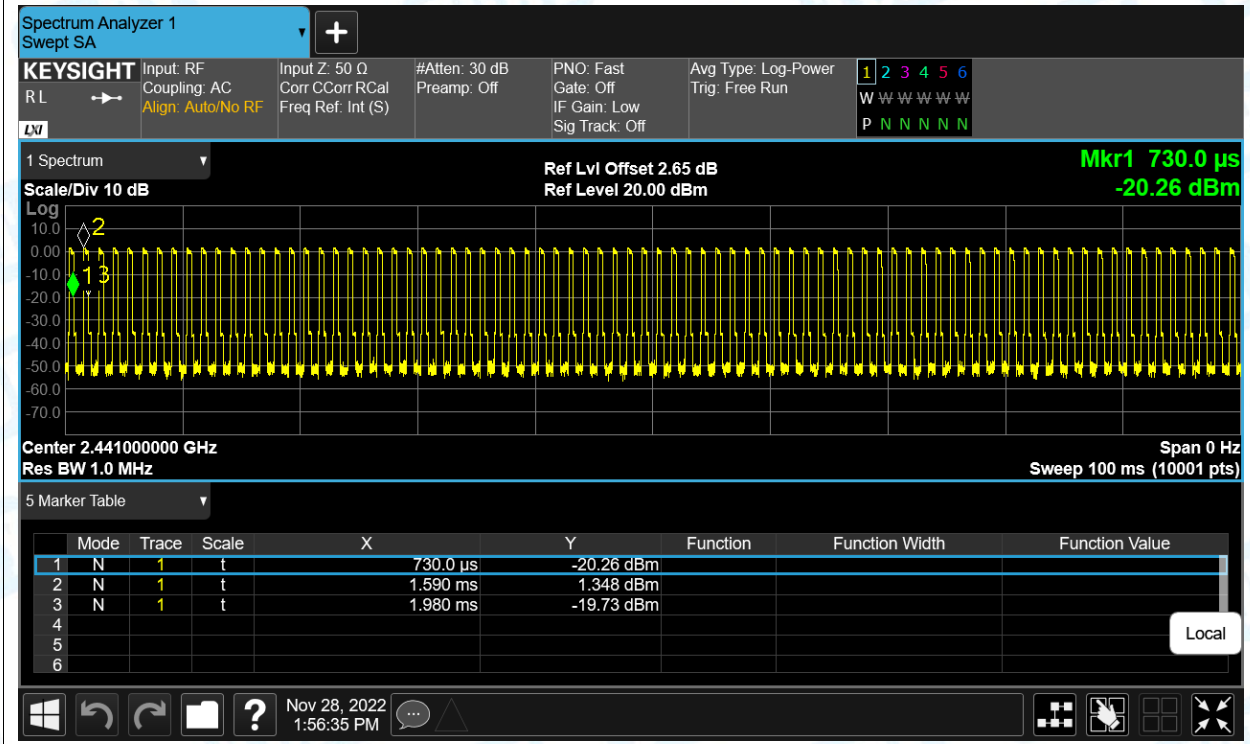 Spectrum Analyzer 1
Swept SA
KEYSIGHT
RL
LXI
Input: RF
Coupling: AC
Align: Auto/No RF
Input Z: 50 Ω
Corr CCorr RCal
Freq Ref: Int (S)
#Atten: 30 dB
Preamp: Off
PNO: Fast
Gate: Off
IF Gain: Low
Sig Track: Off
Avg Type: Log-Power
Trig: Free Run
1 2 3 4 5 6
W W W W W W
P N N N N N
1 Spectrum
Scale/Div 10 dB
Ref Lvl Offset 2.65 dB
Ref Level 20.00 dBm
Mkr1 730.0 µs
-20.26 dBm
Log
10.0
0.00
-10.0
-20.0
-30.0
-40.0
-50.0
-60.0
-70.0
2
1 3
Center 2.441000000 GHz
Res BW 1.0 MHz
Span 0 Hz
Sweep 100 ms (10001 pts)
5 Marker Table
Mode Trace Scale X Y Function Function Width Function Value
1 N 1 t 730.0 µs -20.26 dBm
2 N 1 t 1.590 ms 1.348 dBm
3 N 1 t 1.980 ms -19.73 dBm
4
5
6
Local
?
Nov 28, 2022
1:56:35 PM